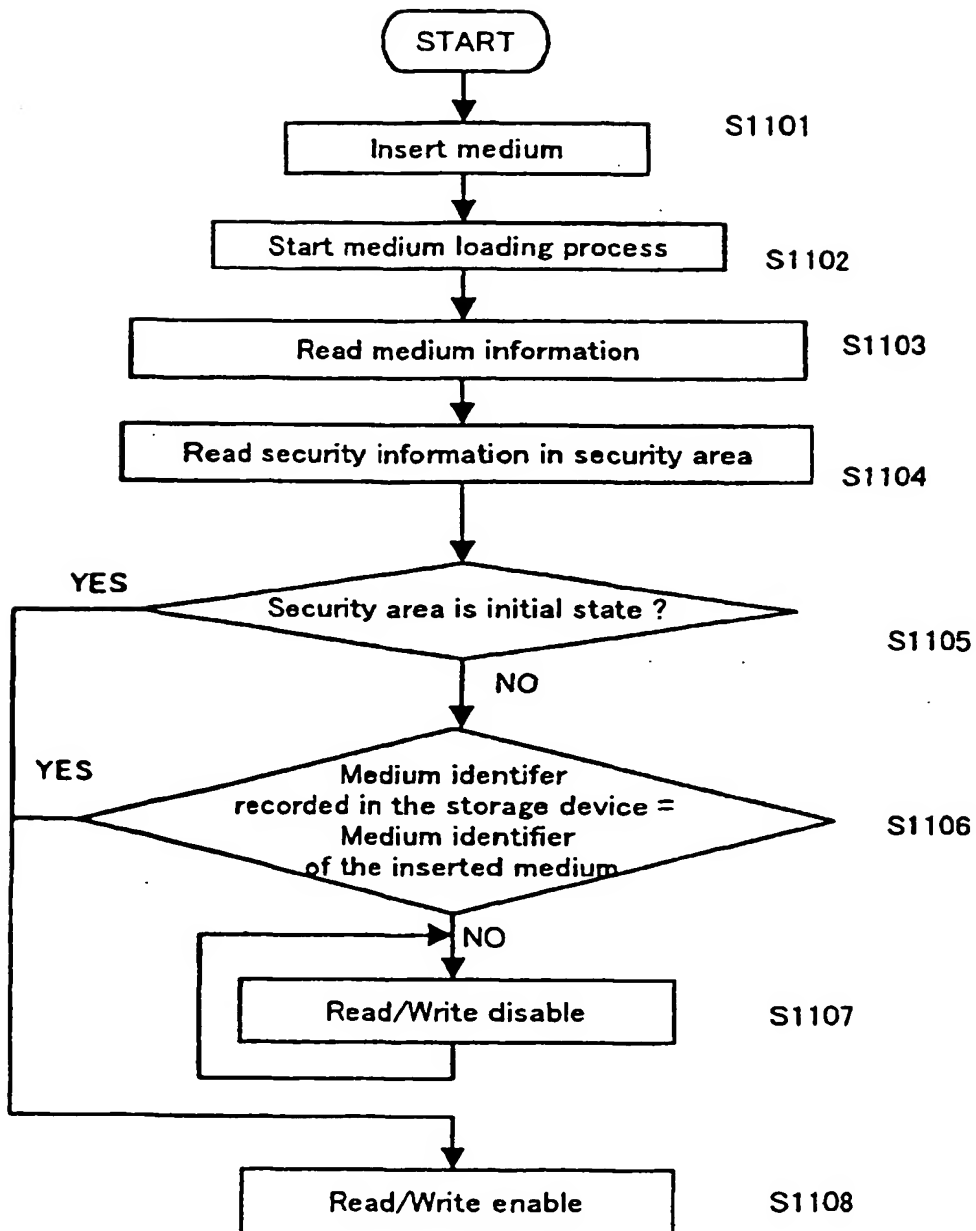 START
S1101
Insert medium
Start medium loading process
S1102
Read medium information
S1103
Read security information in security area
S1104
YES
Security area is initial state ?
S1105
NO
YES
Medium identifer
recorded in the storage device =
Medium identifier
of the inserted medium
S1106
NO
Read/Write disable
S1107
Read/Write enable
S1108